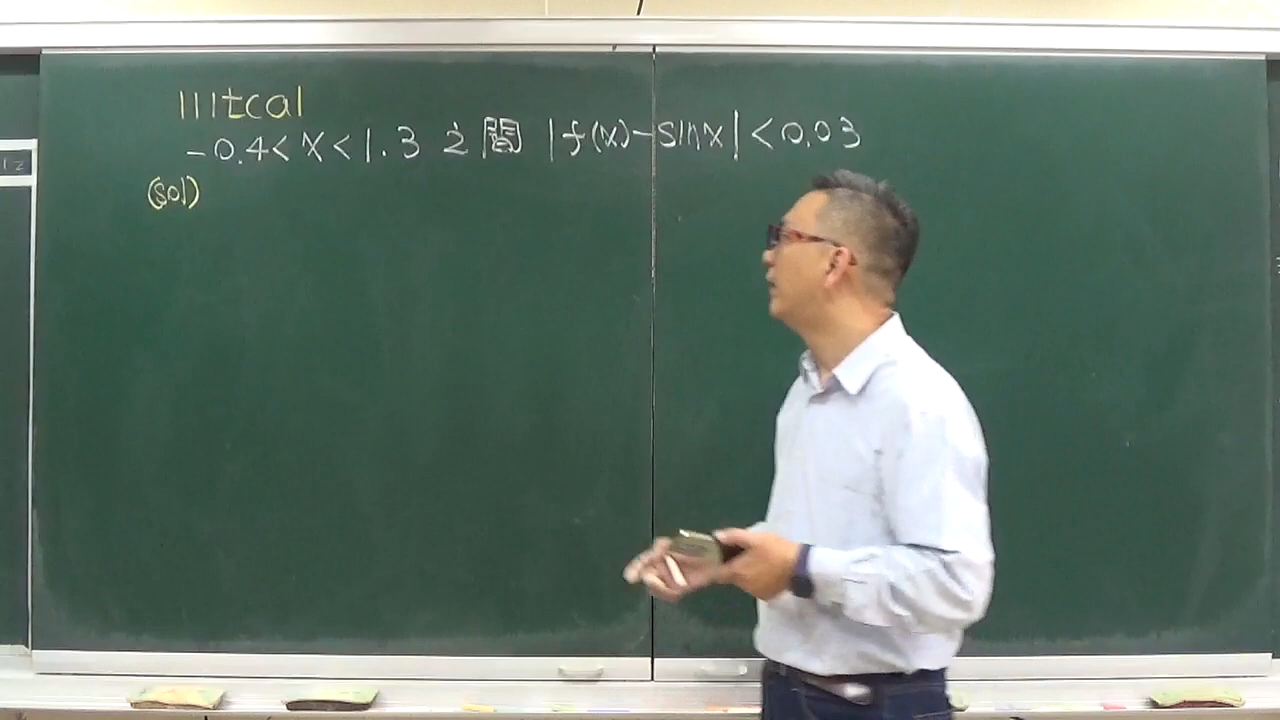 111tcal
-0.4<x<1.3 之間 |f(x)-sinx|<0.03
(sol)